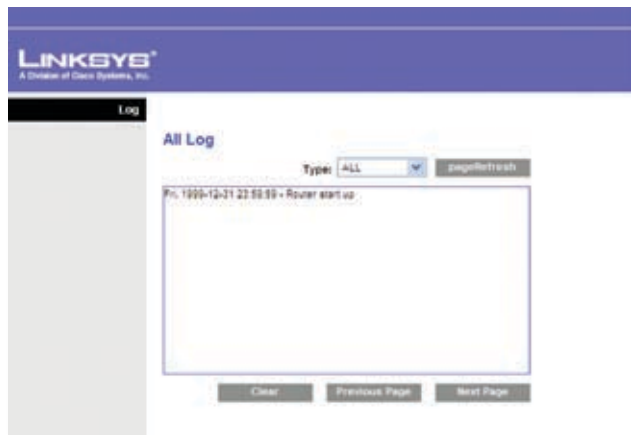 LINKSYS®
A Division of Cisco Systems, Inc.
Log
All Log
Type: ALL pageRefresh
Fri, 1999-12-31 23:59:59 - Router start up
Clear Previous Page Next Page